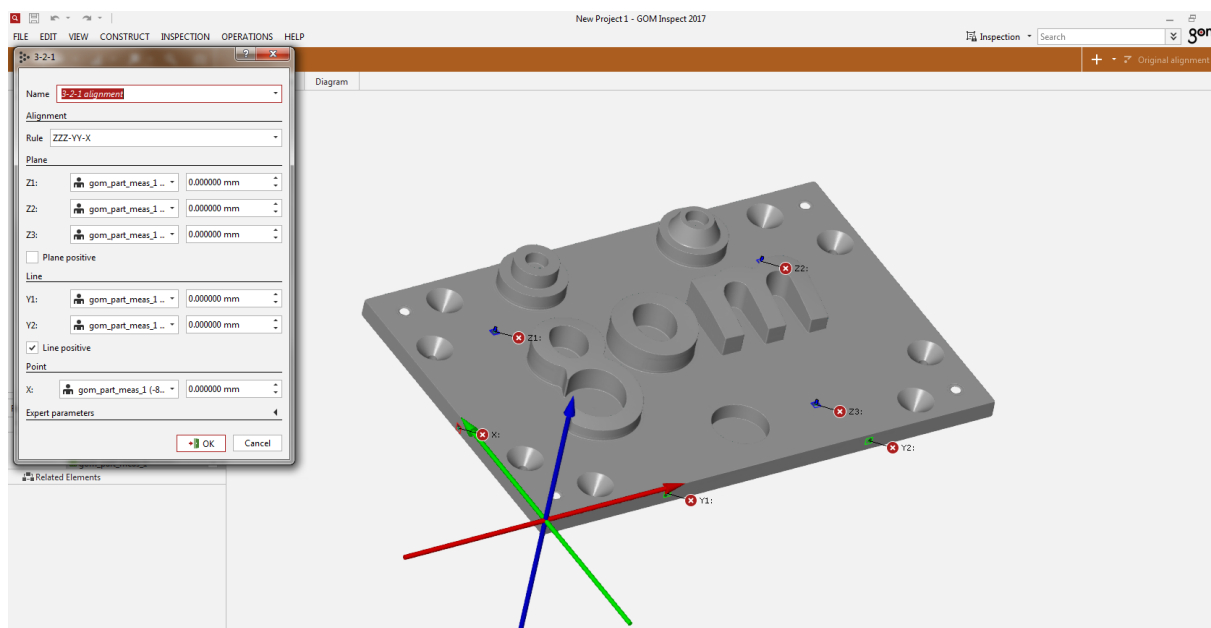 New Project 1 - GOM Inspect 2017
FILE EDIT VIEW CONSTRUCT INSPECTION OPERATIONS HELP
Inspection
Search
gom
3-2-1
Original alignment
Diagram
Name 3-2-1 alignment
Alignment
Rule ZZZ-YY-X
Plane
Z1: gom_part_meas_1 .. 0.000000 mm
Z2: gom_part_meas_1 .. 0.000000 mm
Z3: gom_part_meas_1 .. 0.000000 mm
Plane positive
Line
Y1: gom_part_meas_1 .. 0.000000 mm
Y2: gom_part_meas_1 .. 0.000000 mm
Line positive
Point
X: gom_part_meas_1 (-8.. 0.000000 mm
Expert parameters
OK Cancel
Related Elements
gom
Z2:
Z1:
Z3:
X:
Y2:
Y1: